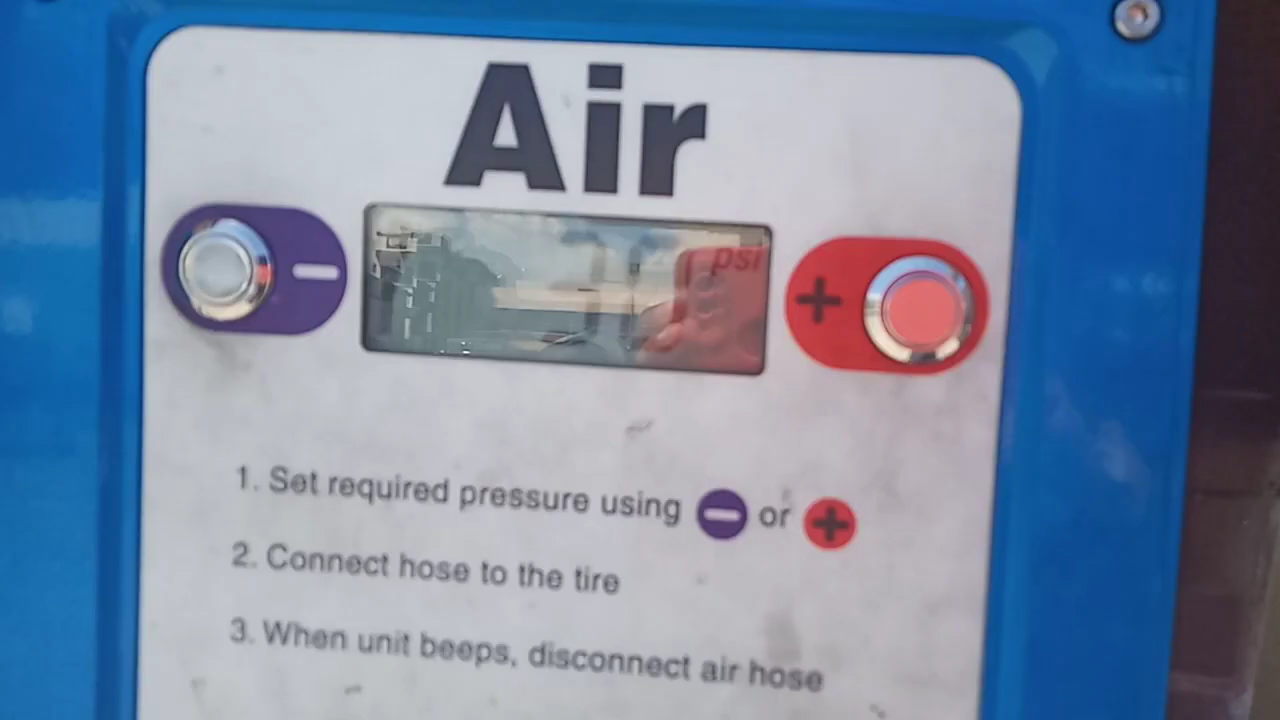 Air
psi
1. Set required pressure using - or +
2. Connect hose to the tire
3. When unit beeps, disconnect air hose